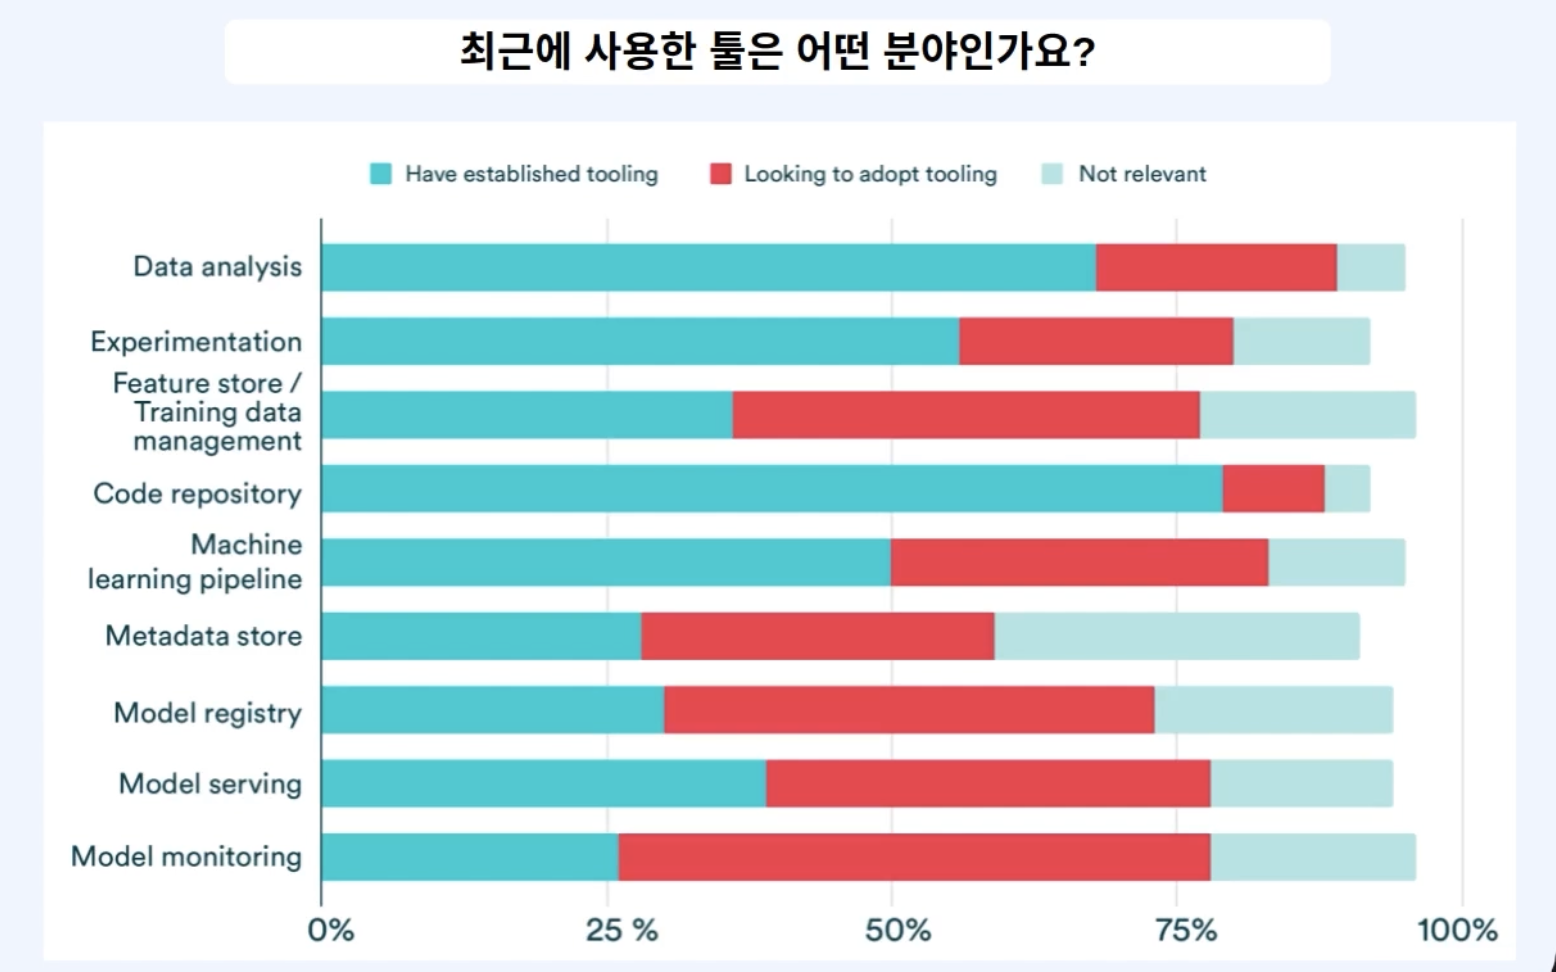 최근에 사용한 툴은 어떤 분야인가요?
Have established tooling
Looking to adopt tooling
Not relevant
Data analysis
Experimentation
Feature store /
Training data
management
Code repository
Machine
learning pipeline
Metadata store
Model registry
Model serving
Model monitoring
0% 25 % 50% 75% 100%